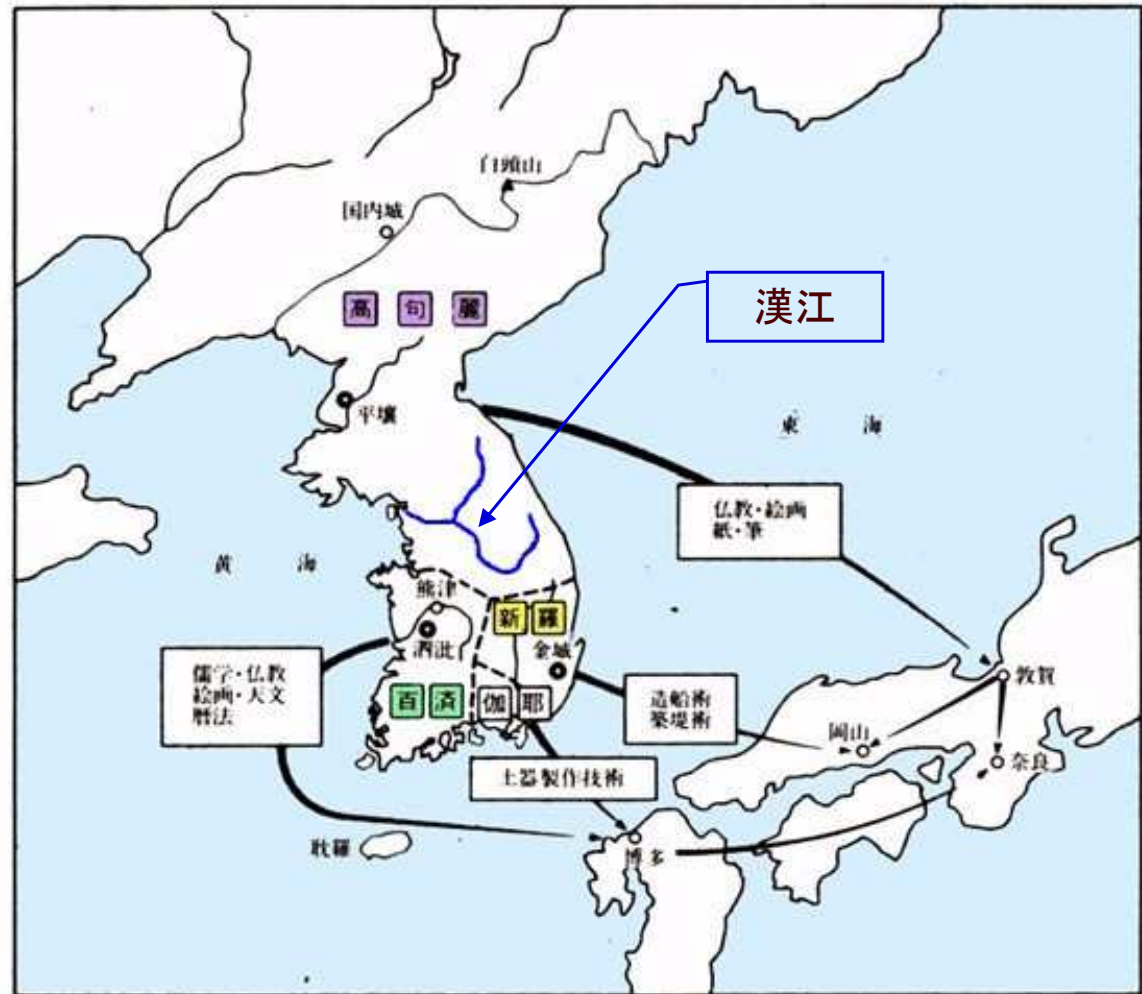 白頭山
国内城
高句麗
漢江
平壌
東海
仏教・絵画
紙・筆
黄海
熊津
新羅
泗沘
金城
儒学・仏教
絵画・天文
暦法
百済
伽耶
造船術
築堤術
敦賀
岡山
奈良
土器製作技術
耽羅
博多